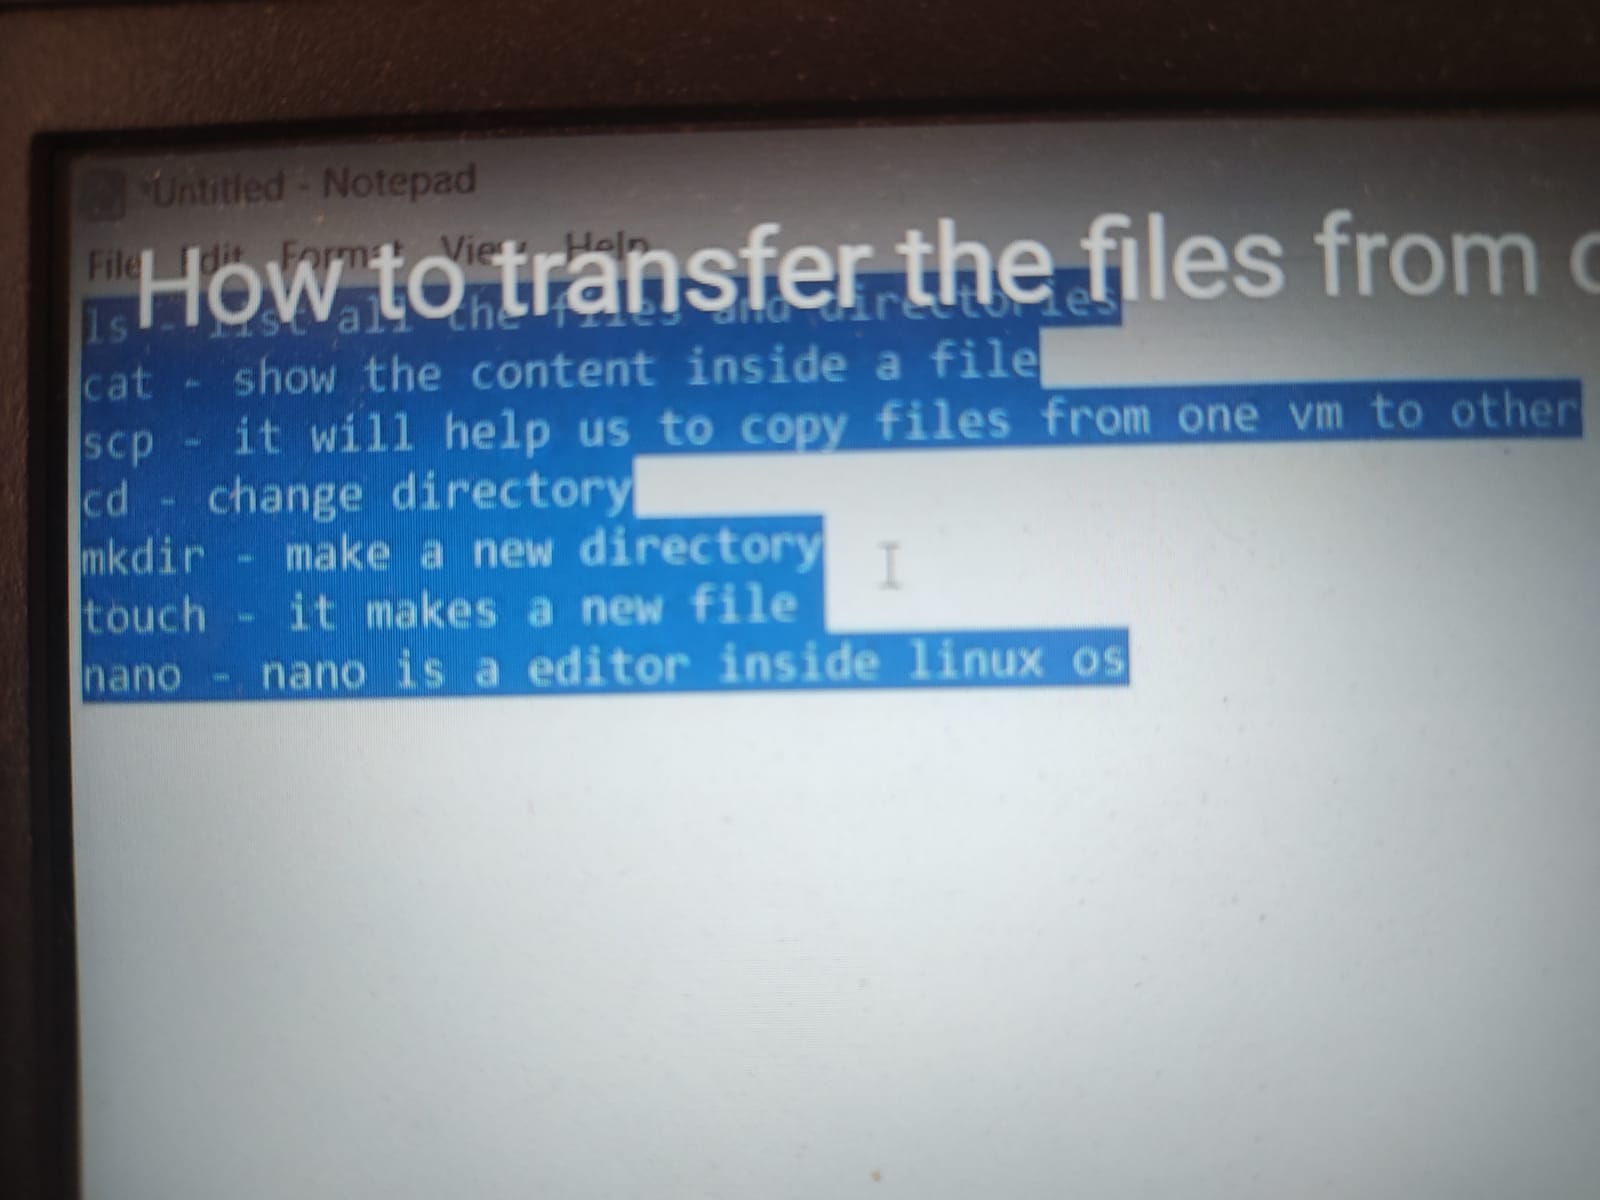 *Untitled - Notepad
File Edit Format View Help
How to transfer the files from
ls - list all the files and directories
cat - show the content inside a file
scp - it will help us to copy files from one vm to other
cd - change directory
mkdir - make a new directory
touch - it makes a new file
nano - nano is a editor inside linux os